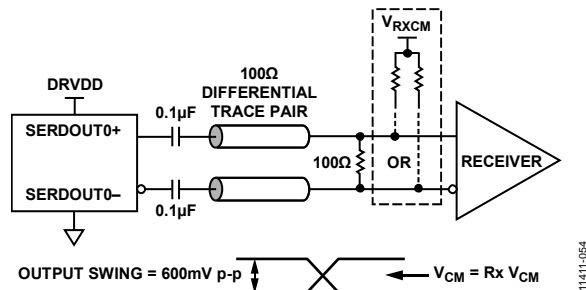 V_RXCM
DRVDD
100Ω
DIFFERENTIAL
TRACE PAIR
0.1µF
SERDOUT0+
100Ω
OR
RECEIVER
SERDOUT0–
0.1µF
OUTPUT SWING = 600mV p-p
V_CM = Rx V_CM
11411-054